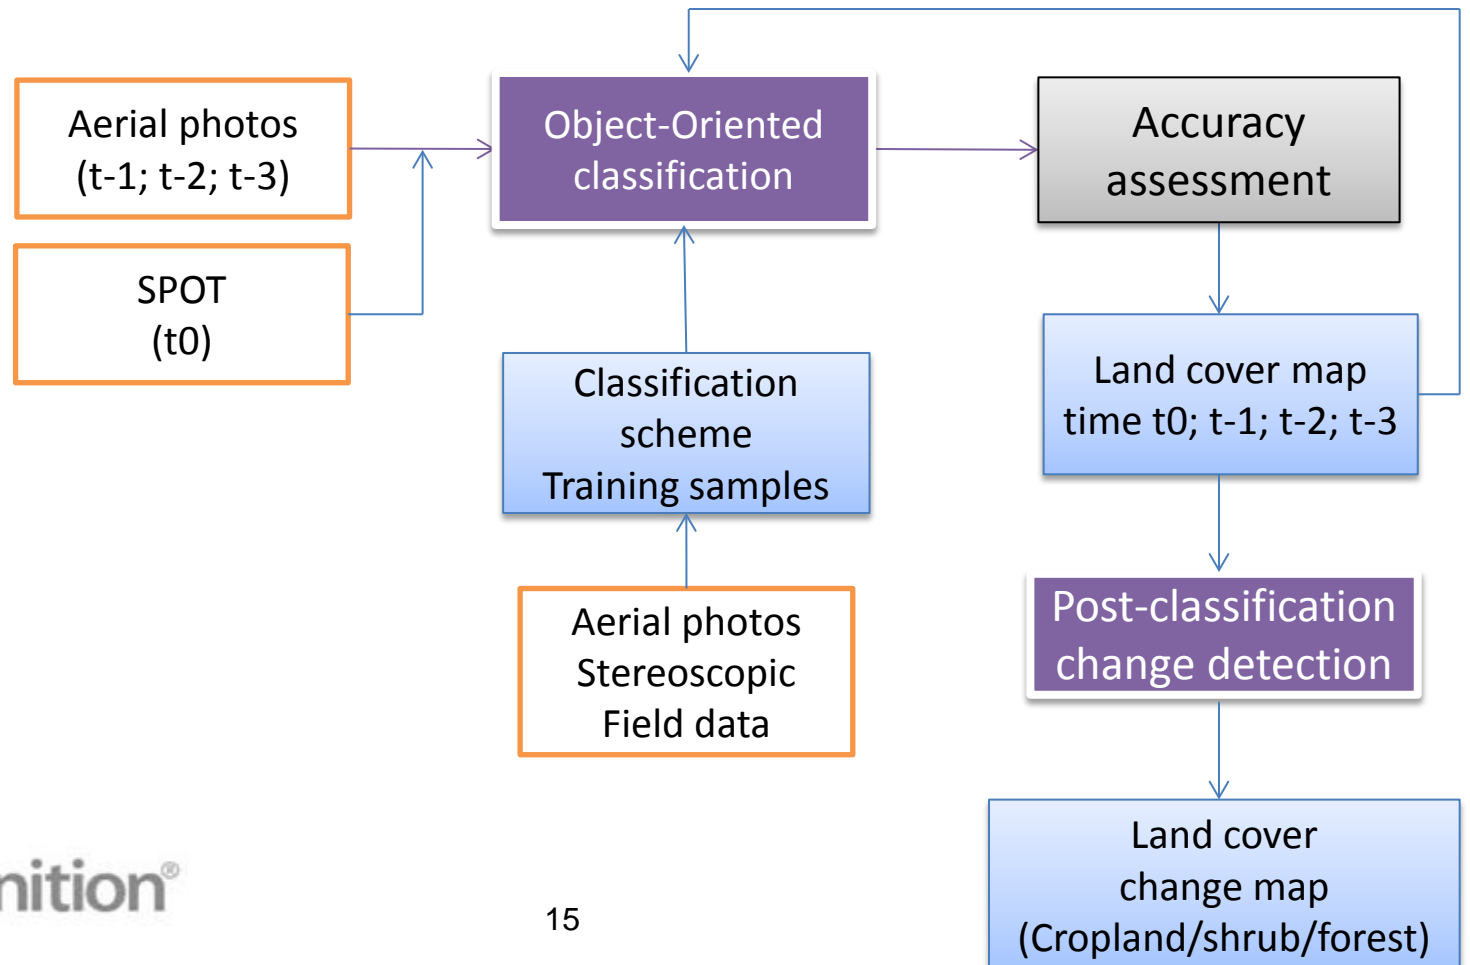 Aerial photos
(t-1; t-2; t-3)
SPOT
(t0)
Object-Oriented
classification
Accuracy
assessment
Classification
scheme
Training samples
Land cover map
time t0; t-1; t-2; t-3
Aerial photos
Stereoscopic
Field data
Post-classification
change detection
Land cover
change map
(Cropland/shrub/forest)
nition®
15